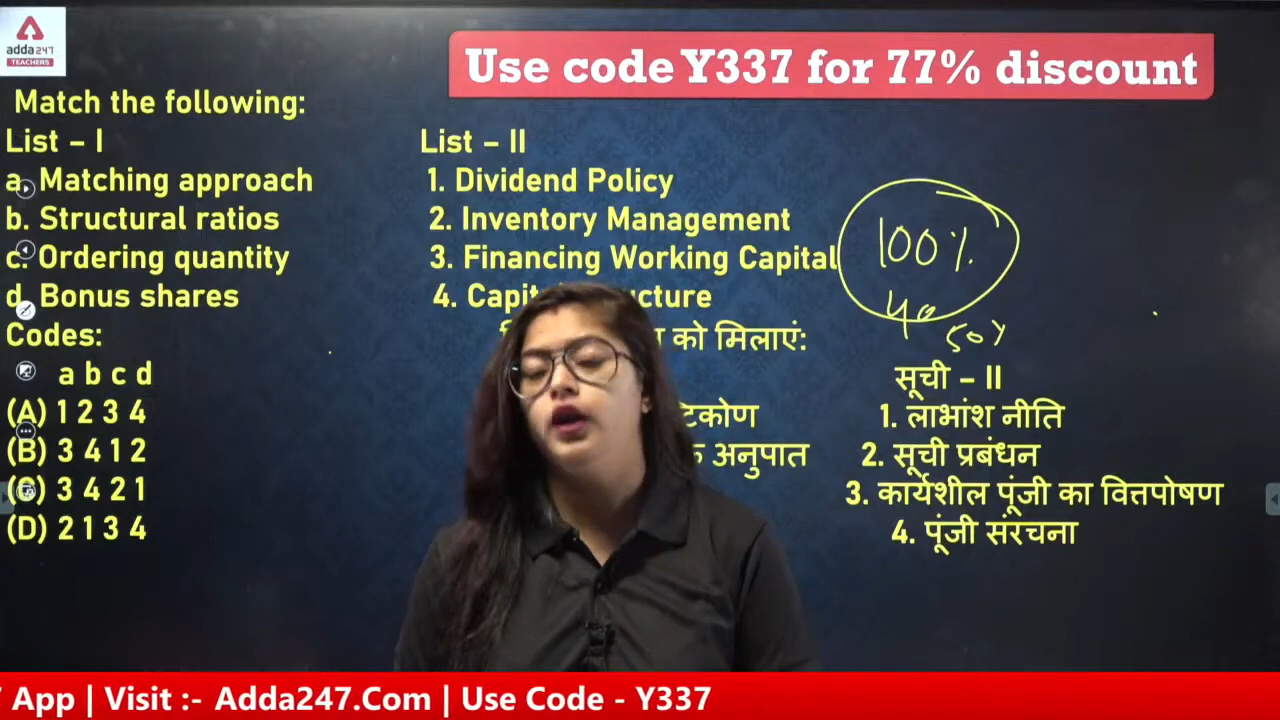 adda247
TEACHERS
Use code Y337 for 77% discount
Match the following:
List – I
List – II
a. Matching approach
1. Dividend Policy
b. Structural ratios
2. Inventory Management
c. Ordering quantity
3. Financing Working Capital
d. Bonus shares
4.
100%
40
50%
Codes:
को मिलाएं:
a b c d
सूची – II
(A) 1 2 3 4
1. लाभांश नीति
(B) 3 4 1 2
अनुपात
2. सूची प्रबंधन
(C) 3 4 2 1
3. कार्यशील पूंजी का वित्तपोषण
(D) 2 1 3 4
4. पूंजी संरचना
App | Visit :- Adda247.Com | Use Code - Y337